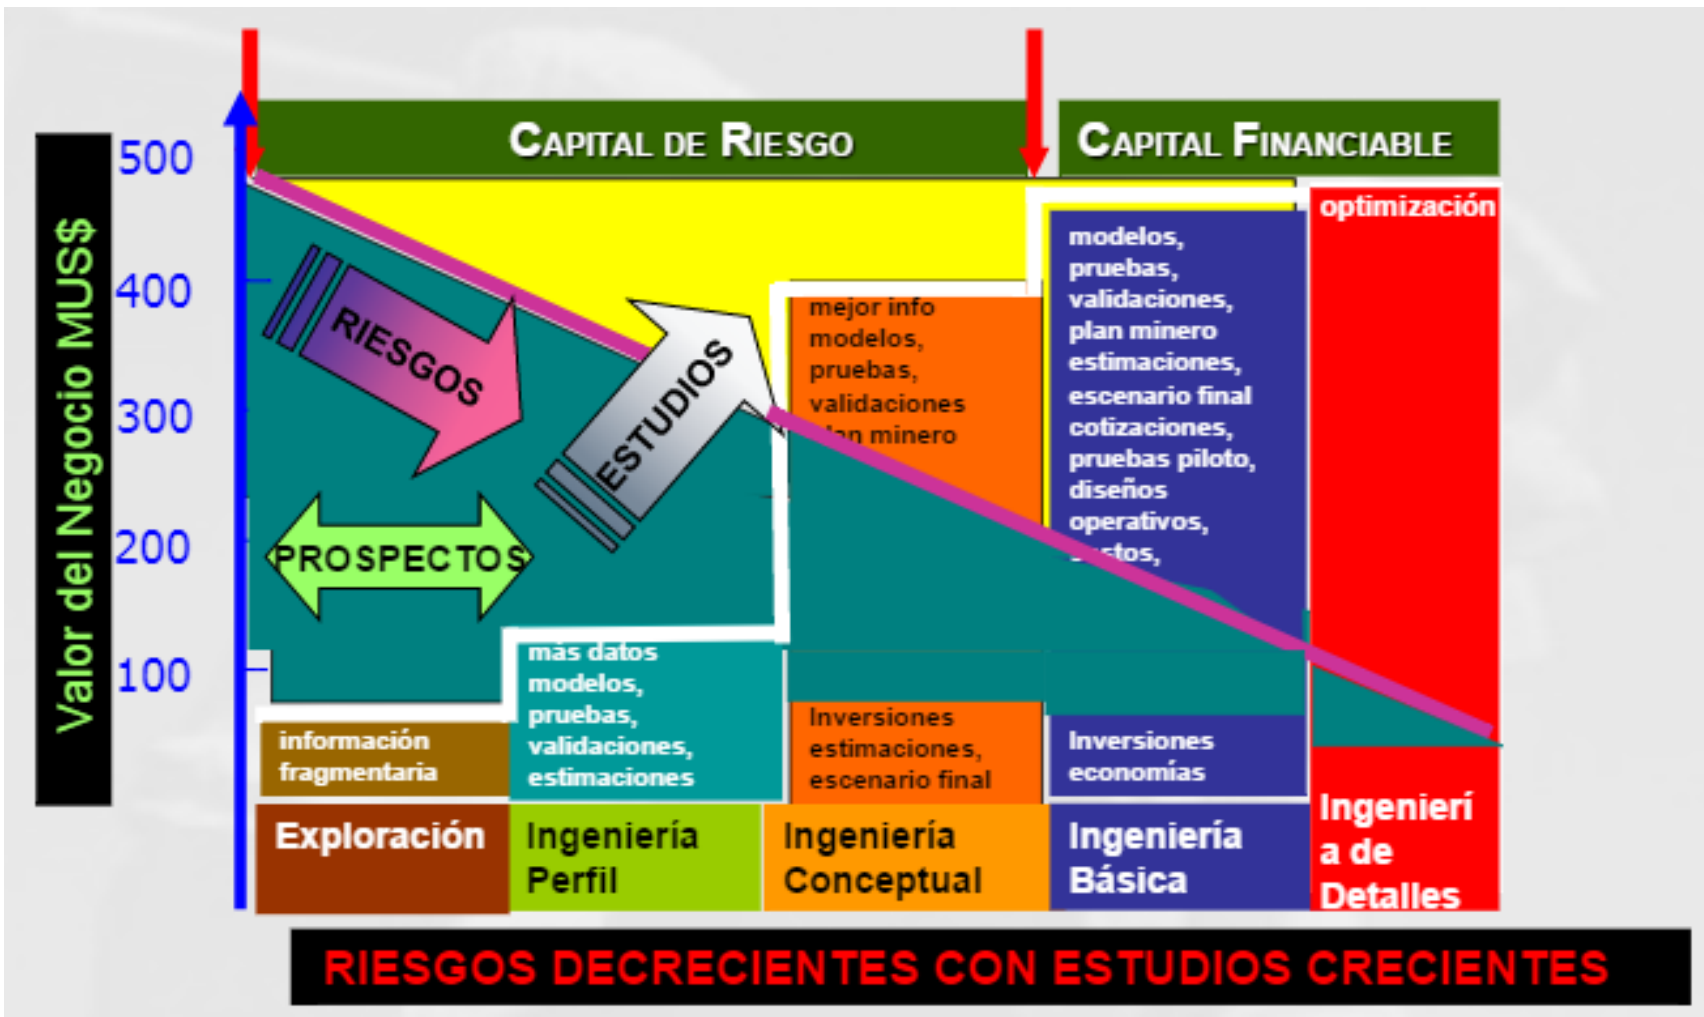 CAPITAL DE RIESGO
CAPITAL FINANCIABLE
Valor del Negocio MUS$
500
400
300
200
100
RIESGOS
ESTUDIOS
PROSPECTOS
información
fragmentaria
más datos
modelos,
pruebas,
validaciones,
estimaciones
mejor info
modelos,
pruebas,
validaciones
plan minero
Inversiones
estimaciones,
escenario final
modelos,
pruebas,
validaciones,
plan minero
estimaciones,
escenario final
cotizaciones,
pruebas piloto,
diseños
operativos,
costos,
Inversiones
economías
optimización
Exploración
Ingeniería
Perfil
Ingeniería
Conceptual
Ingeniería
Básica
Ingenierí
a de
Detalles
RIESGOS DECRECIENTES CON ESTUDIOS CRECIENTES